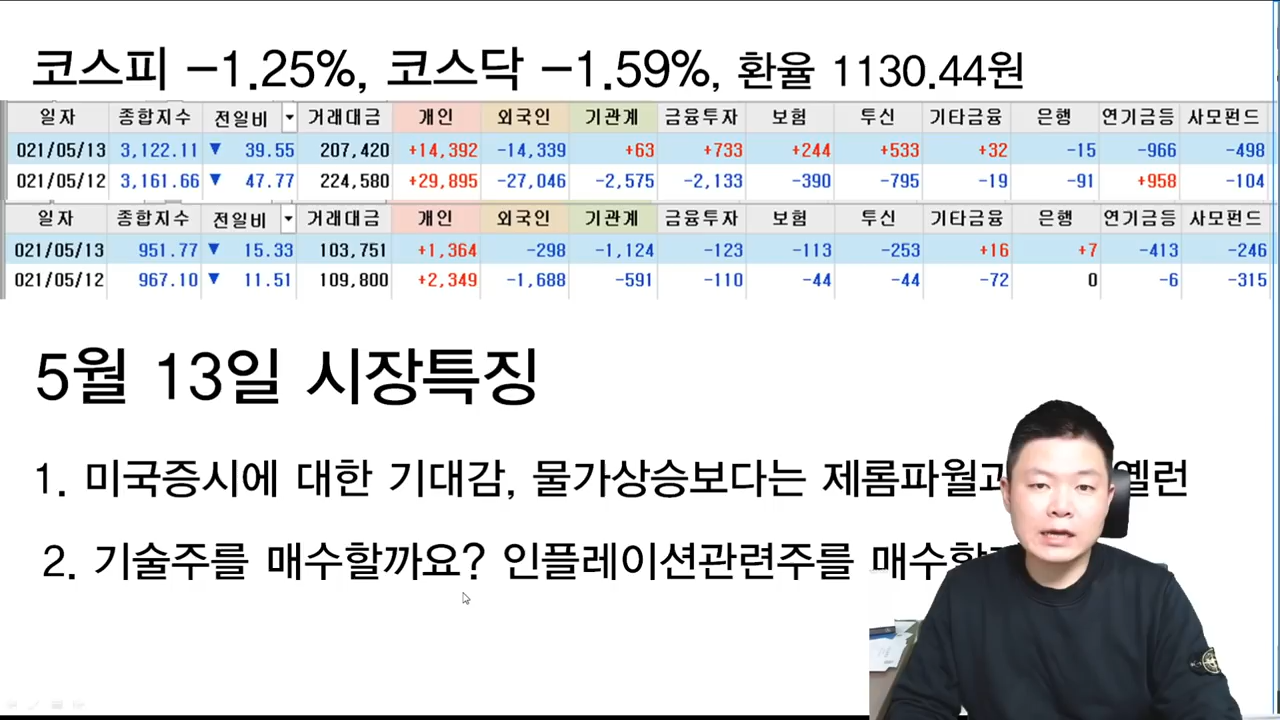 코스피 -1.25%, 코스닥 -1.59%, 환율 1130.44원
일자 종합지수 전일비 거래대금 개인 외국인 기관계 금융투자 보험 투신 기타금융 은행 연기금등 사모펀드
021/05/13 3,122.11 ▼ 39.55 207,420 +14,392 -14,339 +63 +733 +244 +533 +32 -15 -966 -498
021/05/12 3,161.66 ▼ 47.77 224,580 +29,895 -27,046 -2,575 -2,133 -390 -795 -19 -91 +958 -104
일자 종합지수 전일비 거래대금 개인 외국인 기관계 금융투자 보험 투신 기타금융 은행 연기금등 사모펀드
021/05/13 951.77 ▼ 15.33 103,751 +1,364 -298 -1,124 -123 -113 -253 +16 +7 -413 -246
021/05/12 967.10 ▼ 11.51 109,800 +2,349 -1,688 -591 -110 -44 -44 -72 0 -6 -315
5월 13일 시장특징
1. 미국증시에 대한 기대감, 물가상승보다는 제롬파월과 옐런
2. 기술주를 매수할까요? 인플레이션관련주를